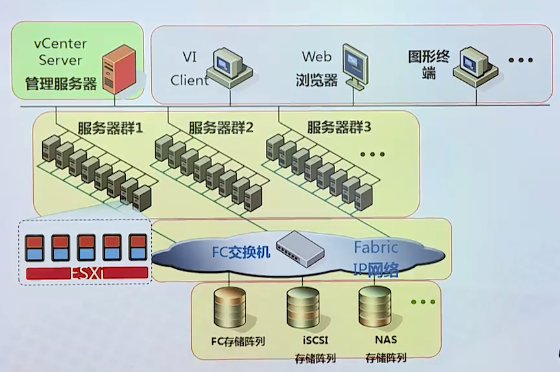 vCenter
Server
管理服务器
VI
Client
Web
浏览器
图形终
端
服务器群1
服务器群2
服务器群3
ESXi
FC交换机
Fabric
IP网络
FC存储阵列
iSCSI
存储阵列
NAS
存储阵列